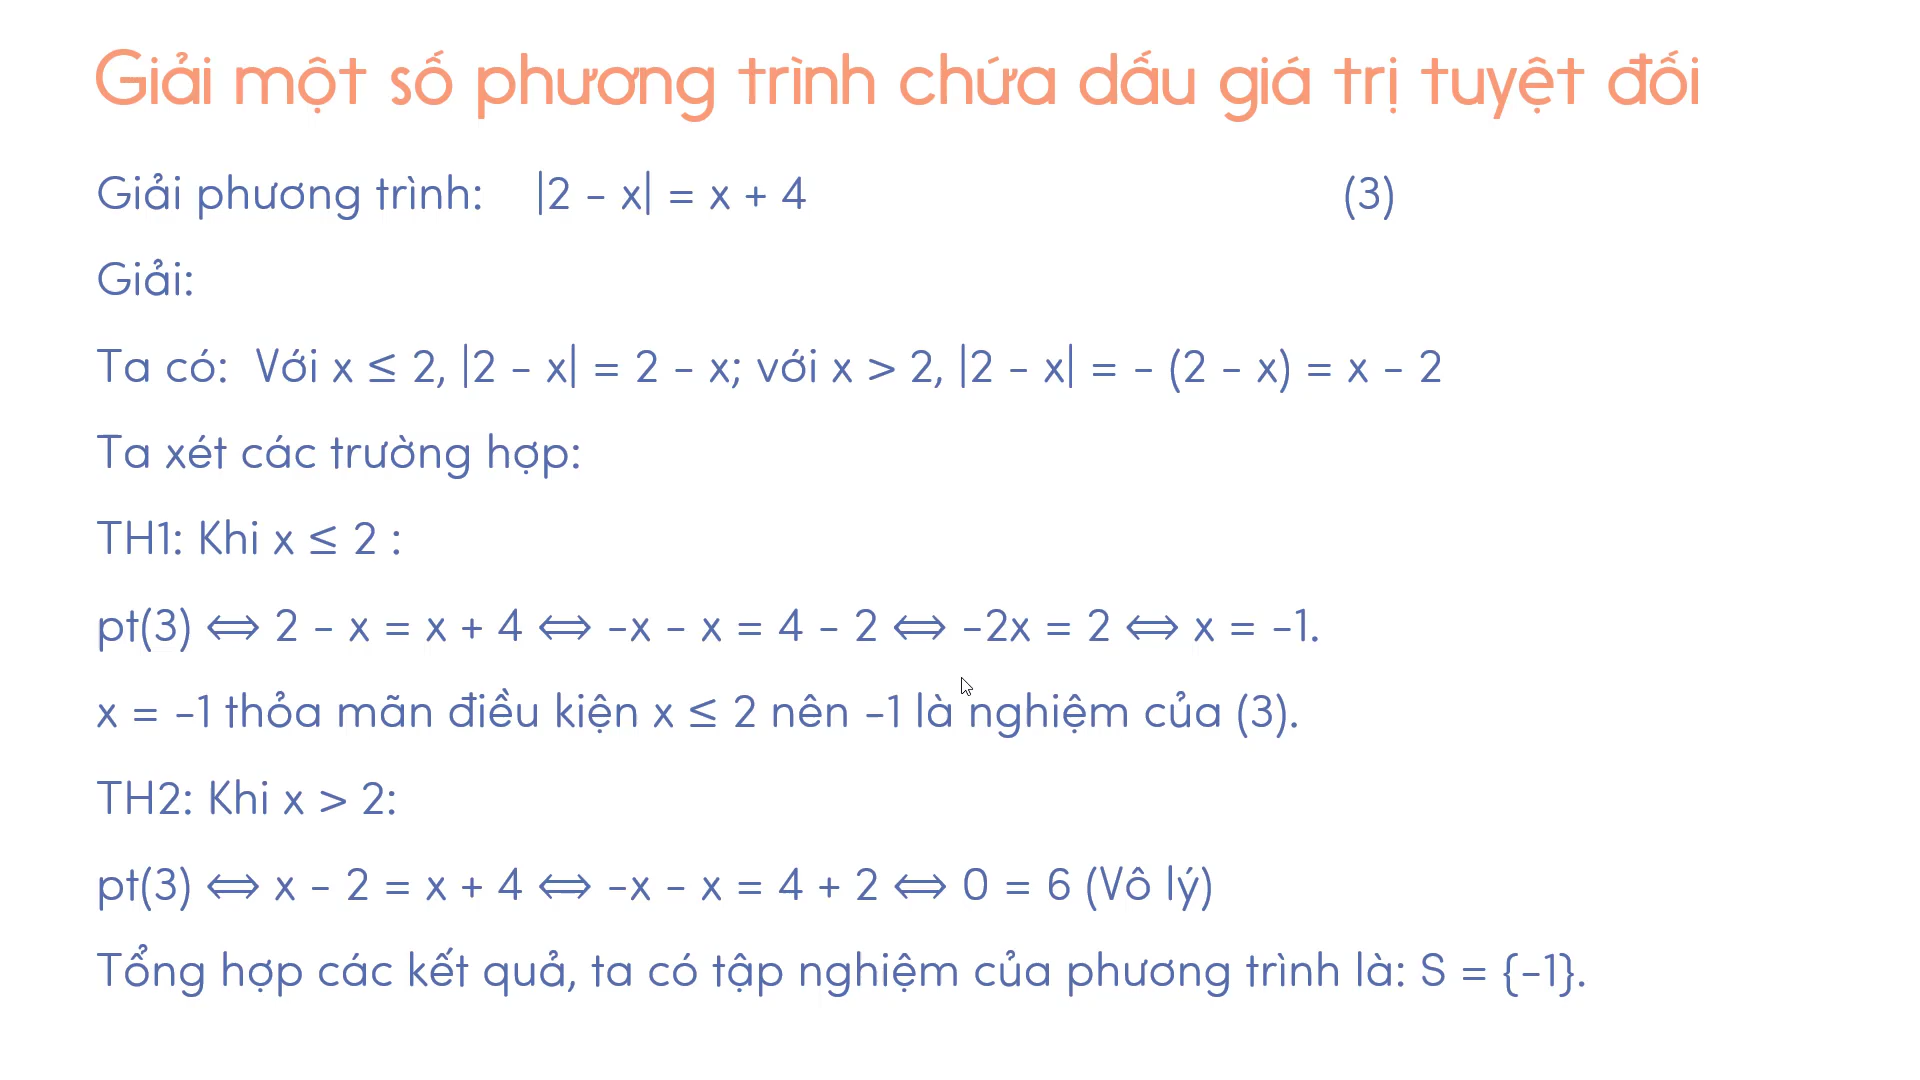 Giải một số phương trình chứa dấu giá trị tuyệt đối
Giải phương trình: |2 - x| = x + 4 (3)
Giải:
Ta có: Với x ≤ 2, |2 - x| = 2 - x; với x > 2, |2 - x| = - (2 - x) = x - 2
Ta xét các trường hợp:
TH1: Khi x ≤ 2 :
pt(3) ⟺ 2 - x = x + 4 ⟺ -x - x = 4 - 2 ⟺ -2x = 2 ⟺ x = -1.
x = -1 thỏa mãn điều kiện x ≤ 2 nên -1 là nghiệm của (3).
TH2: Khi x > 2:
pt(3) ⟺ x - 2 = x + 4 ⟺ -x - x = 4 + 2 ⟺ 0 = 6 (Vô lý)
Tổng hợp các kết quả, ta có tập nghiệm của phương trình là: S = {-1}.